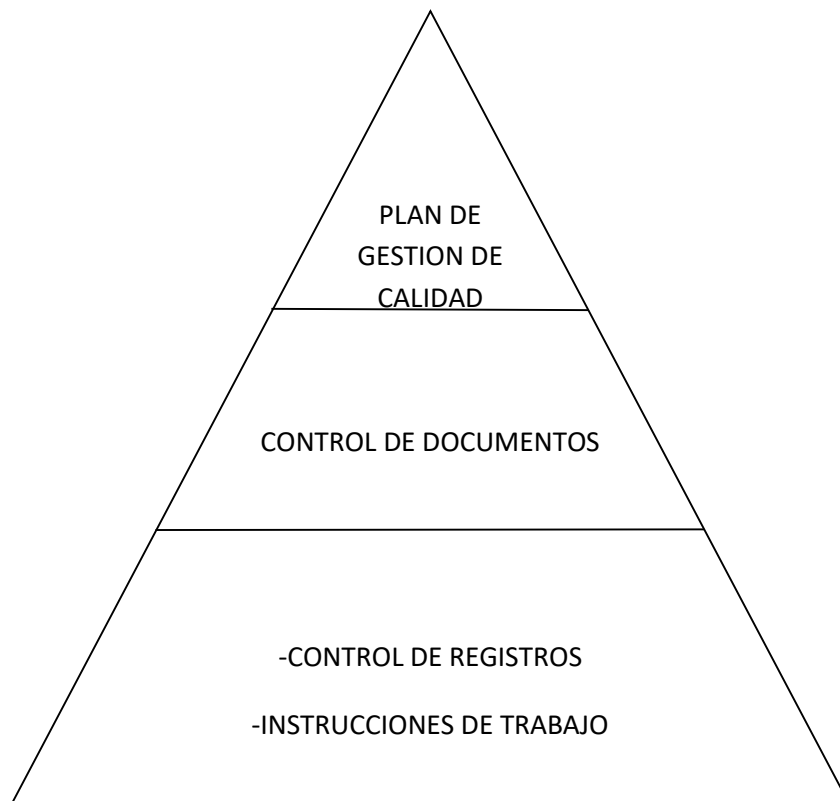 PLAN DE
GESTION DE
CALIDAD
CONTROL DE DOCUMENTOS
-CONTROL DE REGISTROS
-INSTRUCCIONES DE TRABAJO